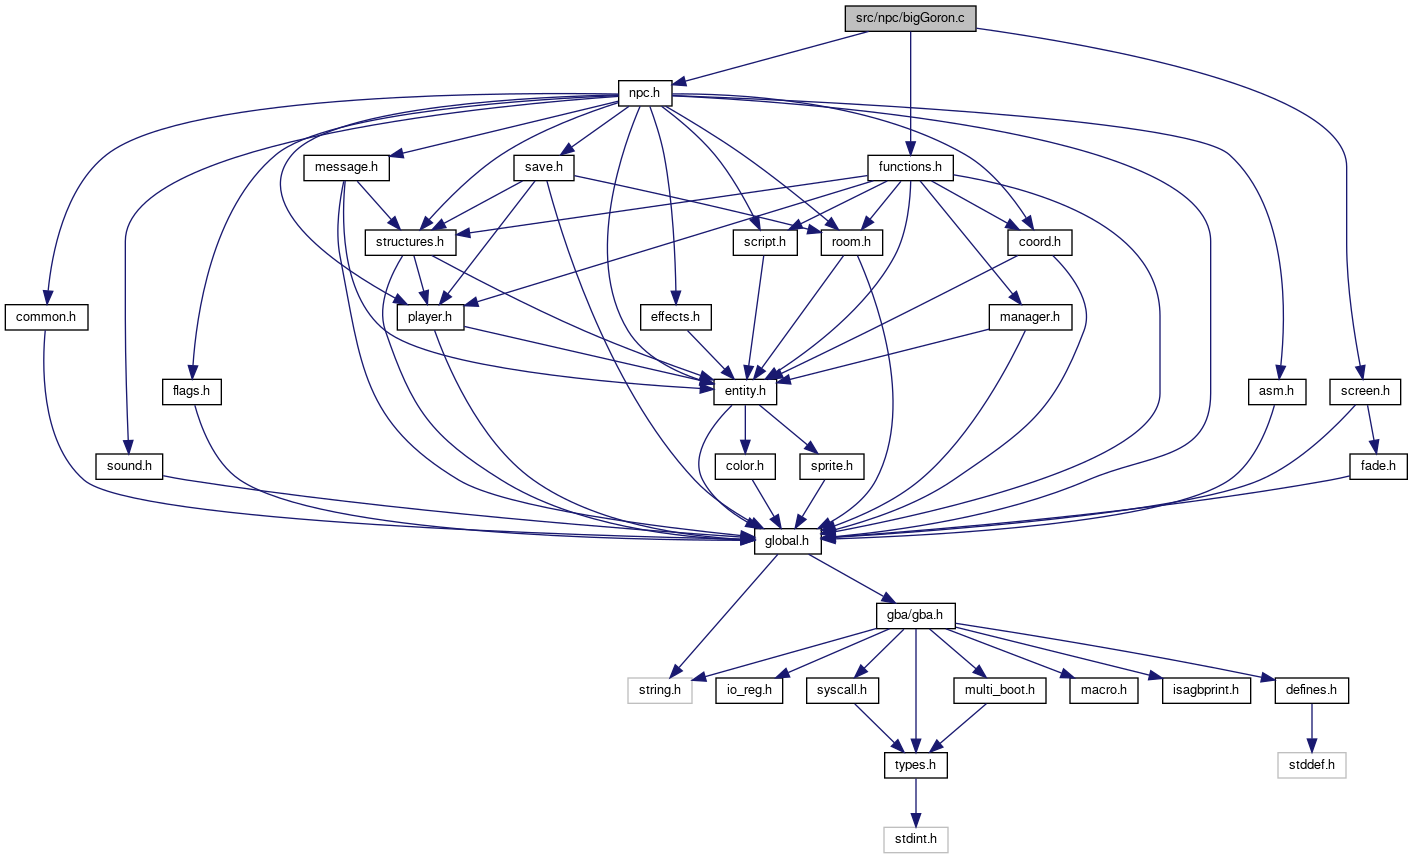 src/npc/bigGoron.c
npc.h
message.h
save.h
functions.h
structures.h
script.h
room.h
coord.h
common.h
player.h
effects.h
manager.h
flags.h
entity.h
asm.h
screen.h
sound.h
color.h
sprite.h
fade.h
global.h
gba/gba.h
string.h
io_reg.h
syscall.h
multi_boot.h
macro.h
isagbprint.h
defines.h
types.h
stddef.h
stdint.h